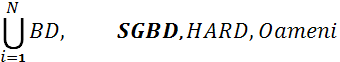 ⋃_{i=1}^{N} BD, SGBD, HARD, Oameni